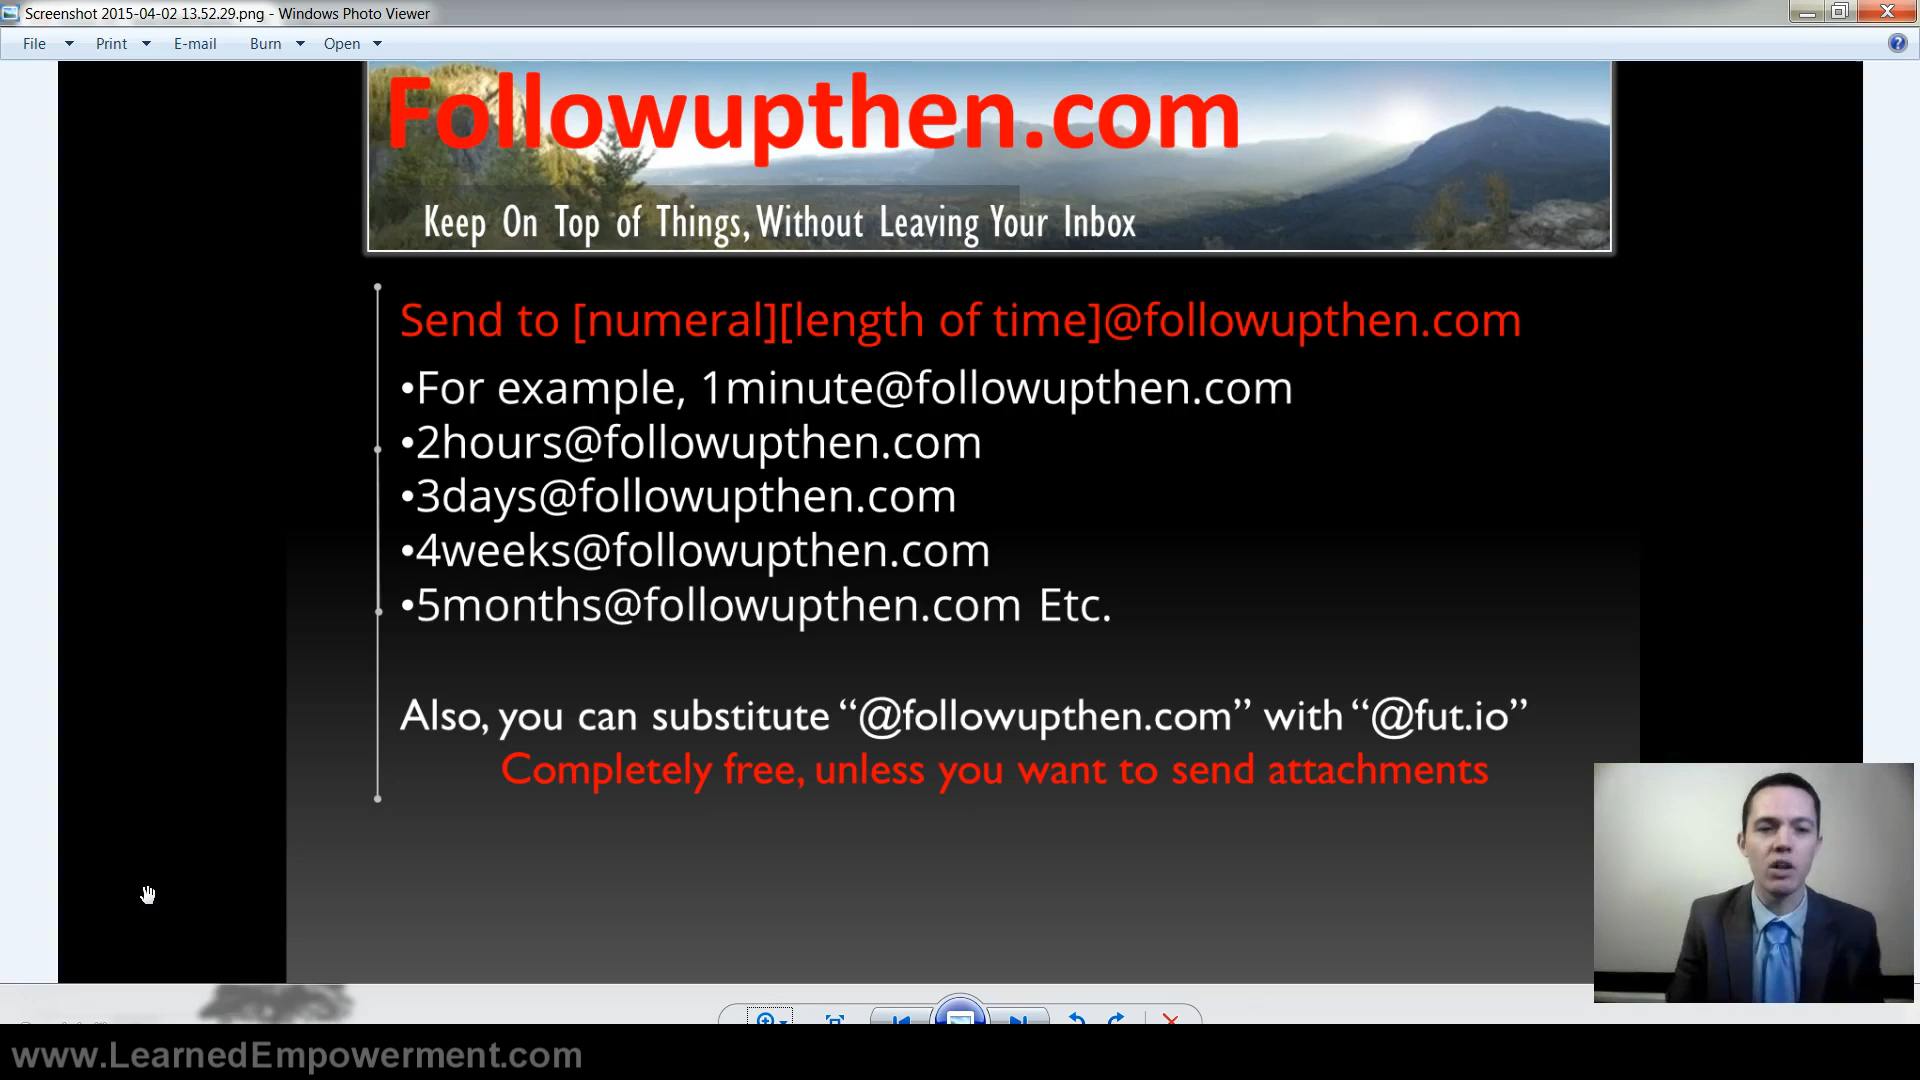 Screenshot 2015-04-02 13.52.29.png - Windows Photo Viewer
File Print E-mail Burn Open
Followupthen.com
Keep On Top of Things, Without Leaving Your Inbox
Send to [numeral][length of time]@followupthen.com
•For example, 1minute@followupthen.com
•2hours@followupthen.com
•3days@followupthen.com
•4weeks@followupthen.com
•5months@followupthen.com Etc.
Also, you can substitute “@followupthen.com” with “@fut.io”
Completely free, unless you want to send attachments
www.LearnedEmpowerment.com